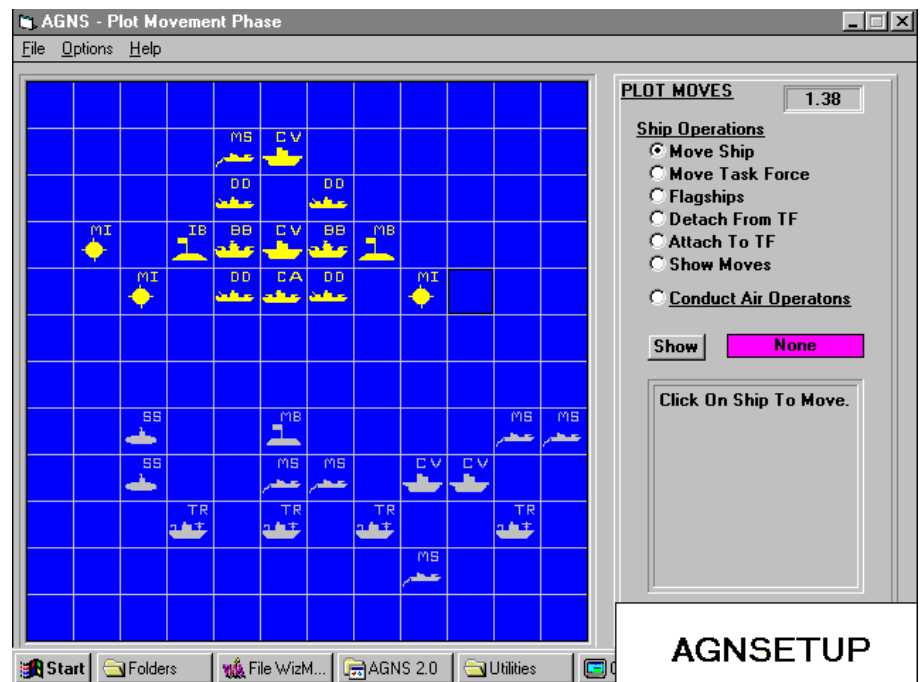 AGNS - Plot Movement Phase
File Options Help
PLOT MOVES 1.38
MS CV
Ship Operations
Move Ship
DD DD
Move Task Force
Flagships
Detach From TF
MI IB BB CV BB MB
Attach To TF
Show Moves
MI DD CA DD MI
Conduct Air Operatons
Show None
Click On Ship To Move.
SS MB MS MS
SS MS MS CV CV
TR TR TR TR
MS
AGNSETUP
Start Folders File WizM... AGNS 2.0 Utilities